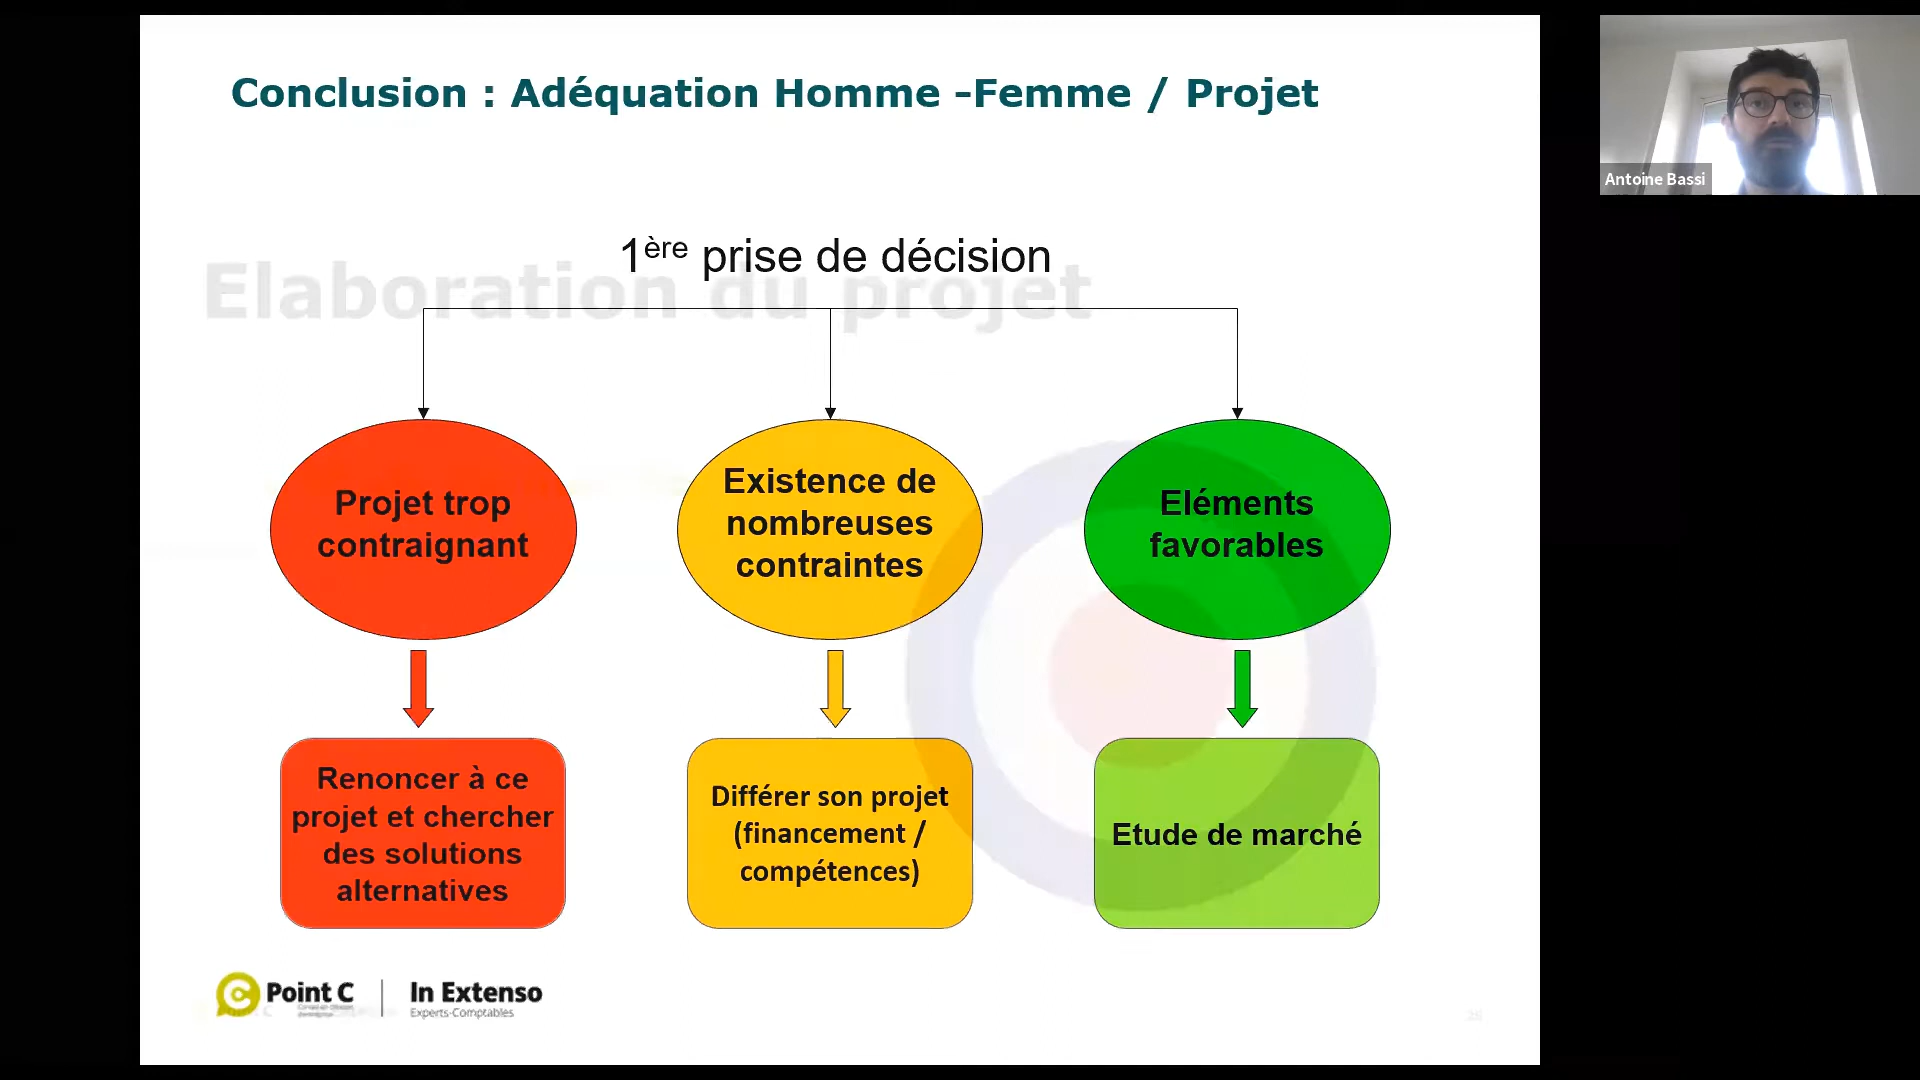 Conclusion : Adéquation Homme -Femme / Projet
Antoine Bassi
1ère prise de décision
Elaboration du projet
Projet trop
contraignant
Existence de
nombreuses
contraintes
Eléments
favorables
Renoncer à ce
projet et chercher
des solutions
alternatives
Différer son projet
(financement /
compétences)
Etude de marché
Point C
In Extenso
Experts-Comptables